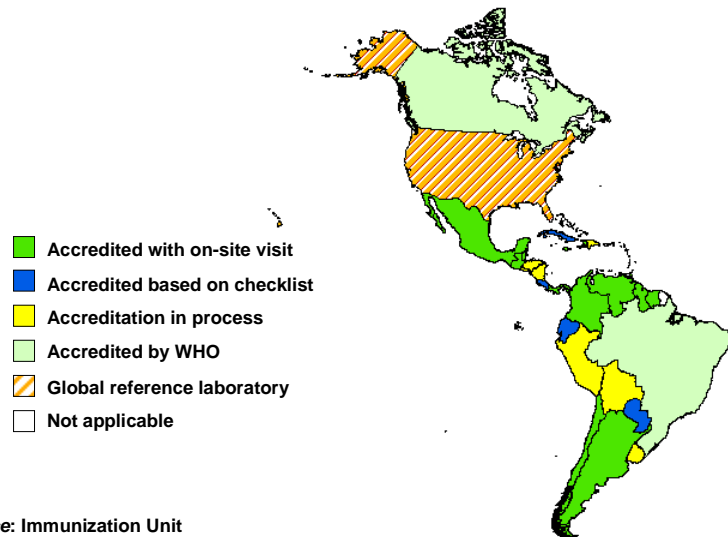 Accredited with on-site visit
Accredited based on checklist
Accreditation in process
Accredited by WHO
Global reference laboratory
Not applicable
e: Immunization Unit